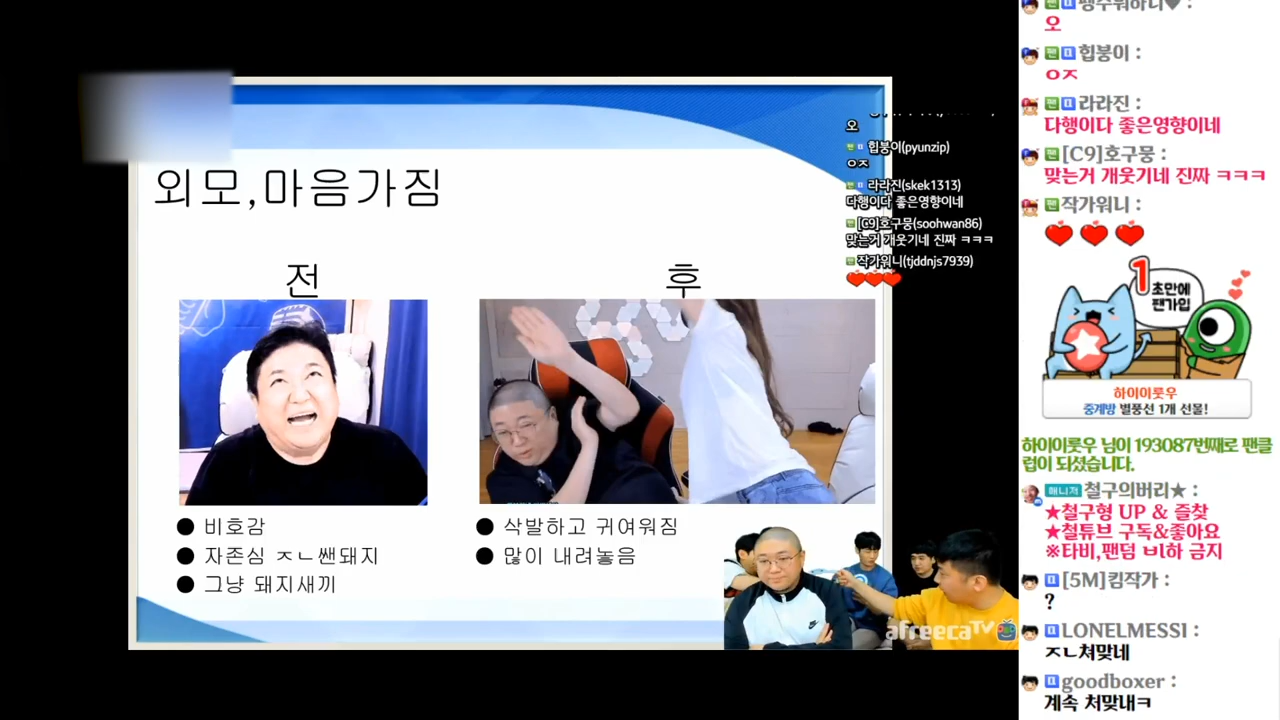 외모,마음가짐
전
후
● 비호감
● 자존심 ㅈㄴ쌘돼지
● 그냥 돼지새끼
● 삭발하고 귀여워짐
● 많이 내려놓음
오
힙붕이(pyunzip)
ㅇㅈ
라라진(skek1313)
다행이다 좋은영향이네
[C9]호구뭉(soohwan86)
맞는거 개웃기네 진짜 ㅋㅋㅋ
작가워니(tjddnjs7939)
afreecaTV
오
힙붕이 :
ㅇㅈ
라라진 :
다행이다 좋은영향이네
[C9]호구뭉 :
맞는거 개웃기네 진짜 ㅋㅋㅋ
작가워니 :
1
초만에
팬가입
하이이룻우
중계방 별풍선 1개 선물!
하이이룻우 님이 193087번째로 팬클
럽이 되셨습니다.
매니저 철구의버리★ :
★철구형 UP & 즐찾
★철튜브 구독&좋아요
※타비,팬덤 ㅂl하 금지
[5M]킴작가 :
?
LONELMESSI :
ㅈㄴ쳐맞네
goodboxer :
계속 처맞내ㅋ